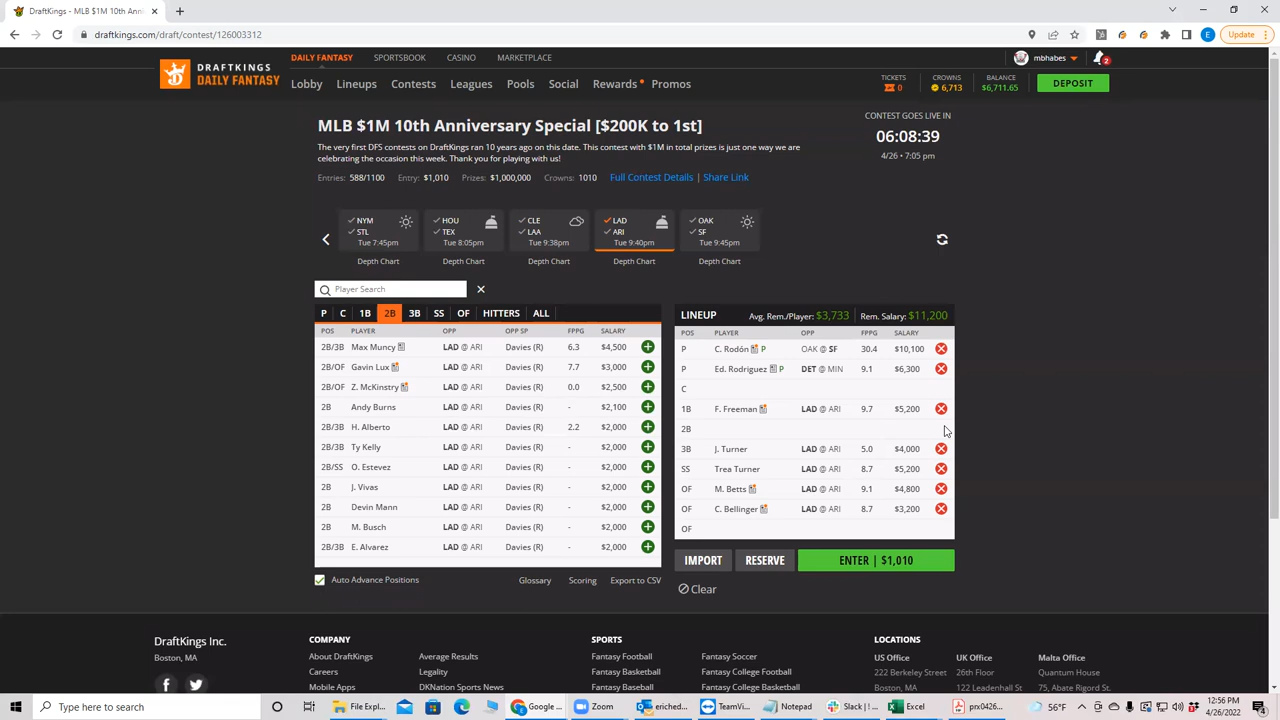 DraftKings - MLB $1M 10th Ann
draftkings.com/draft/contest/126003312
E
Update
DRAFTKINGS
DAILY FANTASY
DAILY FANTASY SPORTSBOOK CASINO MARKETPLACE
mbhabes
2
Lobby Lineups Contests Leagues Pools Social Rewards Promos
TICKETS CROWNS BALANCE
0 6,713 $6,711.65
DEPOSIT
MLB $1M 10th Anniversary Special [$200K to 1st]
The very first DFS contests on DraftKings ran 10 years ago on this date. This contest with $1M in total prizes is just one way we are
celebrating the occasion this week. Thank you for playing with us!
Entries: 588/1100 Entry: $1,010 Prizes: $1,000,000 Crowns: 1010 Full Contest Details | Share Link
CONTEST GOES LIVE IN
06:08:39
4/26 • 7:05 pm
NYM HOU CLE LAD OAK
STL TEX LAA ARI SF
Tue 7:45pm Tue 8:05pm Tue 9:38pm Tue 9:40pm Tue 9:45pm
Depth Chart Depth Chart Depth Chart Depth Chart Depth Chart
Player Search
P C 1B 2B 3B SS OF HITTERS ALL
POS PLAYER OPP OPP SP FPPG SALARY
2B/3B Max Muncy LAD @ ARI Davies (R) 6.3 $4,500
2B/OF Gavin Lux LAD @ ARI Davies (R) 7.7 $3,000
2B/OF Z. McKinstry LAD @ ARI Davies (R) 0.0 $2,500
2B Andy Burns LAD @ ARI Davies (R) - $2,100
2B/3B H. Alberto LAD @ ARI Davies (R) 2.2 $2,000
2B/3B Ty Kelly LAD @ ARI Davies (R) - $2,000
2B/SS O. Estevez LAD @ ARI Davies (R) - $2,000
2B J. Vivas LAD @ ARI Davies (R) - $2,000
2B Devin Mann LAD @ ARI Davies (R) - $2,000
2B M. Busch LAD @ ARI Davies (R) - $2,000
2B/3B E. Alvarez LAD @ ARI Davies (R) - $2,000
Auto Advance Positions Glossary Scoring Export to CSV
LINEUP Avg. Rem./Player: $3,733 Rem. Salary: $11,200
POS PLAYER OPP FPPG SALARY
P C. Rodón P OAK @ SF 30.4 $10,100
P Ed. Rodriguez P DET @ MIN 9.1 $6,300
C
1B F. Freeman LAD @ ARI 9.7 $5,200
2B
3B J. Turner LAD @ ARI 5.0 $4,000
SS Trea Turner LAD @ ARI 8.7 $5,200
OF M. Betts LAD @ ARI 9.1 $4,800
OF C. Bellinger LAD @ ARI 8.7 $3,200
OF
IMPORT RESERVE ENTER | $1,010
Clear
DraftKings Inc.
Boston, MA
COMPANY
About DraftKings Average Results
Careers Legality
Mobile Apps DKNation Sports News
SPORTS
Fantasy Football Fantasy Soccer
Fantasy Basketball Fantasy College Football
Fantasy Baseball Fantasy College Basketball
LOCATIONS
US Office UK Office Malta Office
882 Berkeley Street 26th Floor Quantum House
Boston, MA 122 Leadenhall St 75, Abate Rigord St.
Type here to search
File Expl...
Google ...
Zoom
eriched...
TeamVi...
Notepad
Slack | !...
Excel
prx0426...
56°F
12:56 PM
4/26/2022